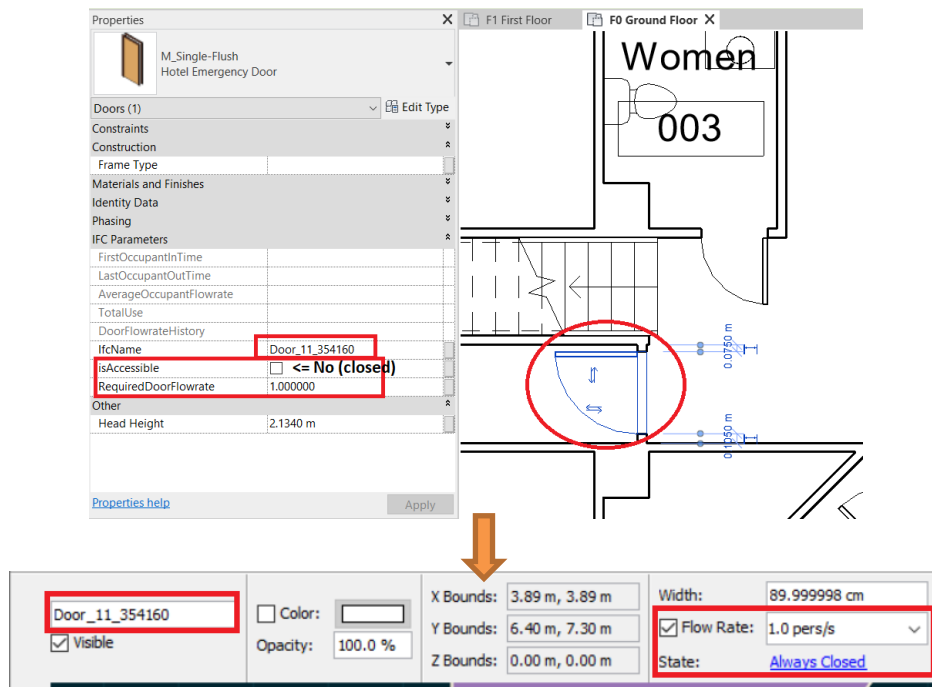 Properties
M_Single-Flush
Hotel Emergency Door
Doors (1)
Edit Type
Constraints
Construction
Frame Type
Materials and Finishes
Identity Data
Phasing
IFC Parameters
FirstOccupantInTime
LastOccupantOutTime
AverageOccupantFlowrate
TotalUse
DoorFlowrateHistory
IfcName Door_11_354160
isAccessible <= No (closed)
RequiredDoorFlowrate 1.000000
Other
Head Height 2.1340 m
Properties help
Apply
F1 First Floor
F0 Ground Floor
Women
003
0.0750 m
0.1050 m
Door_11_354160
Visible
Color:
Opacity: 100.0 %
X Bounds: 3.89 m, 3.89 m
Y Bounds: 6.40 m, 7.30 m
Z Bounds: 0.00 m, 0.00 m
Width: 89.999998 cm
Flow Rate: 1.0 pers/s
State: Always Closed